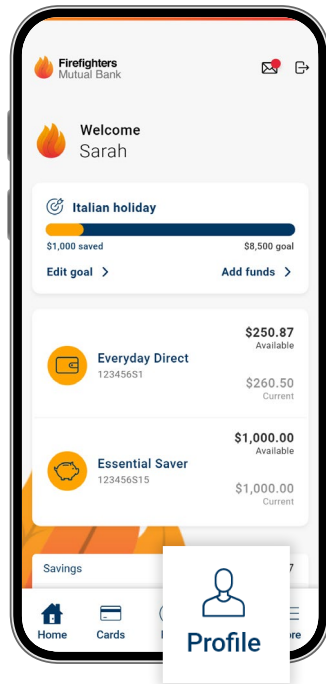 Firefighters
Mutual Bank
Welcome
Sarah
Italian holiday
$1,000 saved
$8,500 goal
Edit goal
Add funds
$250.87
Available
Everyday Direct
123456S1
$260.50
Current
$1,000.00
Available
Essential Saver
123456S15
$1,000.00
Current
Savings
7
Home
Cards
Profile